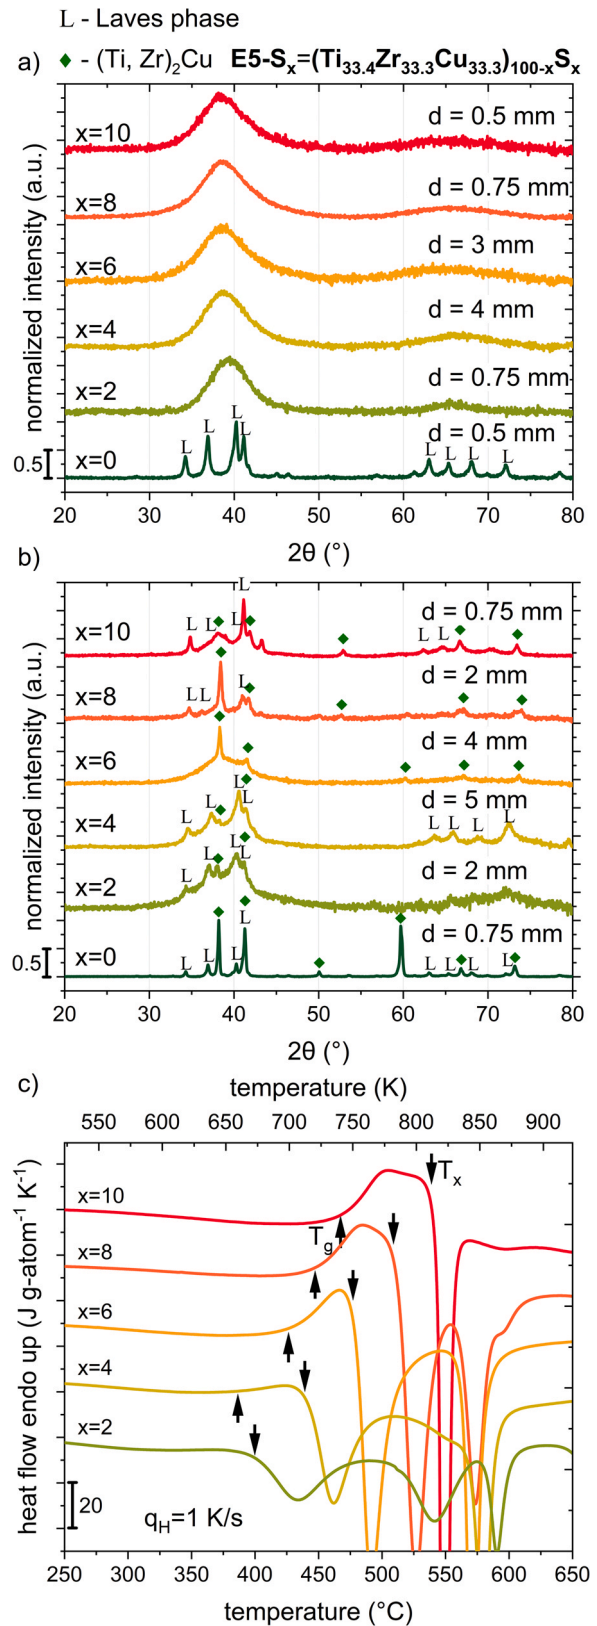 L - Laves phase
◆ - (Ti, Zr)₂Cu E5-Sₓ=(Ti₃₃.₄Zr₃₃.₃Cu₃₃.₃)₁₀₀₋ₓSₓ
a)
normalized intensity (a.u.)
x=10 d = 0.5 mm
x=8 d = 0.75 mm
x=6 d = 3 mm
x=4 d = 4 mm
x=2 d = 0.75 mm
L L L L L L L L
x=0 d = 0.5 mm
0.5
20 30 40 50 60 70 80
2θ (°)
b)
normalized intensity (a.u.)
L
x=10 L L ◆ L ◆ ◆ L L ◆ ◆ d = 0.75 mm
x=8 L L ◆ L ◆ ◆ ◆ ◆ d = 2 mm
x=6 ◆ ◆ ◆ ◆ ◆ d = 4 mm
x=4 L L ◆ L ◆ L L L L L d = 5 mm
x=2 L L ◆ L ◆ L d = 2 mm
x=0 L L ◆ L ◆ L ◆ ◆ L L ◆ L L ◆ d = 0.75 mm
0.5
20 30 40 50 60 70 80
2θ (°)
c)
temperature (K)
550 600 650 700 750 800 850 900
heat flow endo up (J g-atom⁻¹ K⁻¹)
x=10 Tₓ
T_g
x=8
x=6
x=4
x=2
20
q_H=1 K/s
250 300 350 400 450 500 550 600 650
temperature (°C)